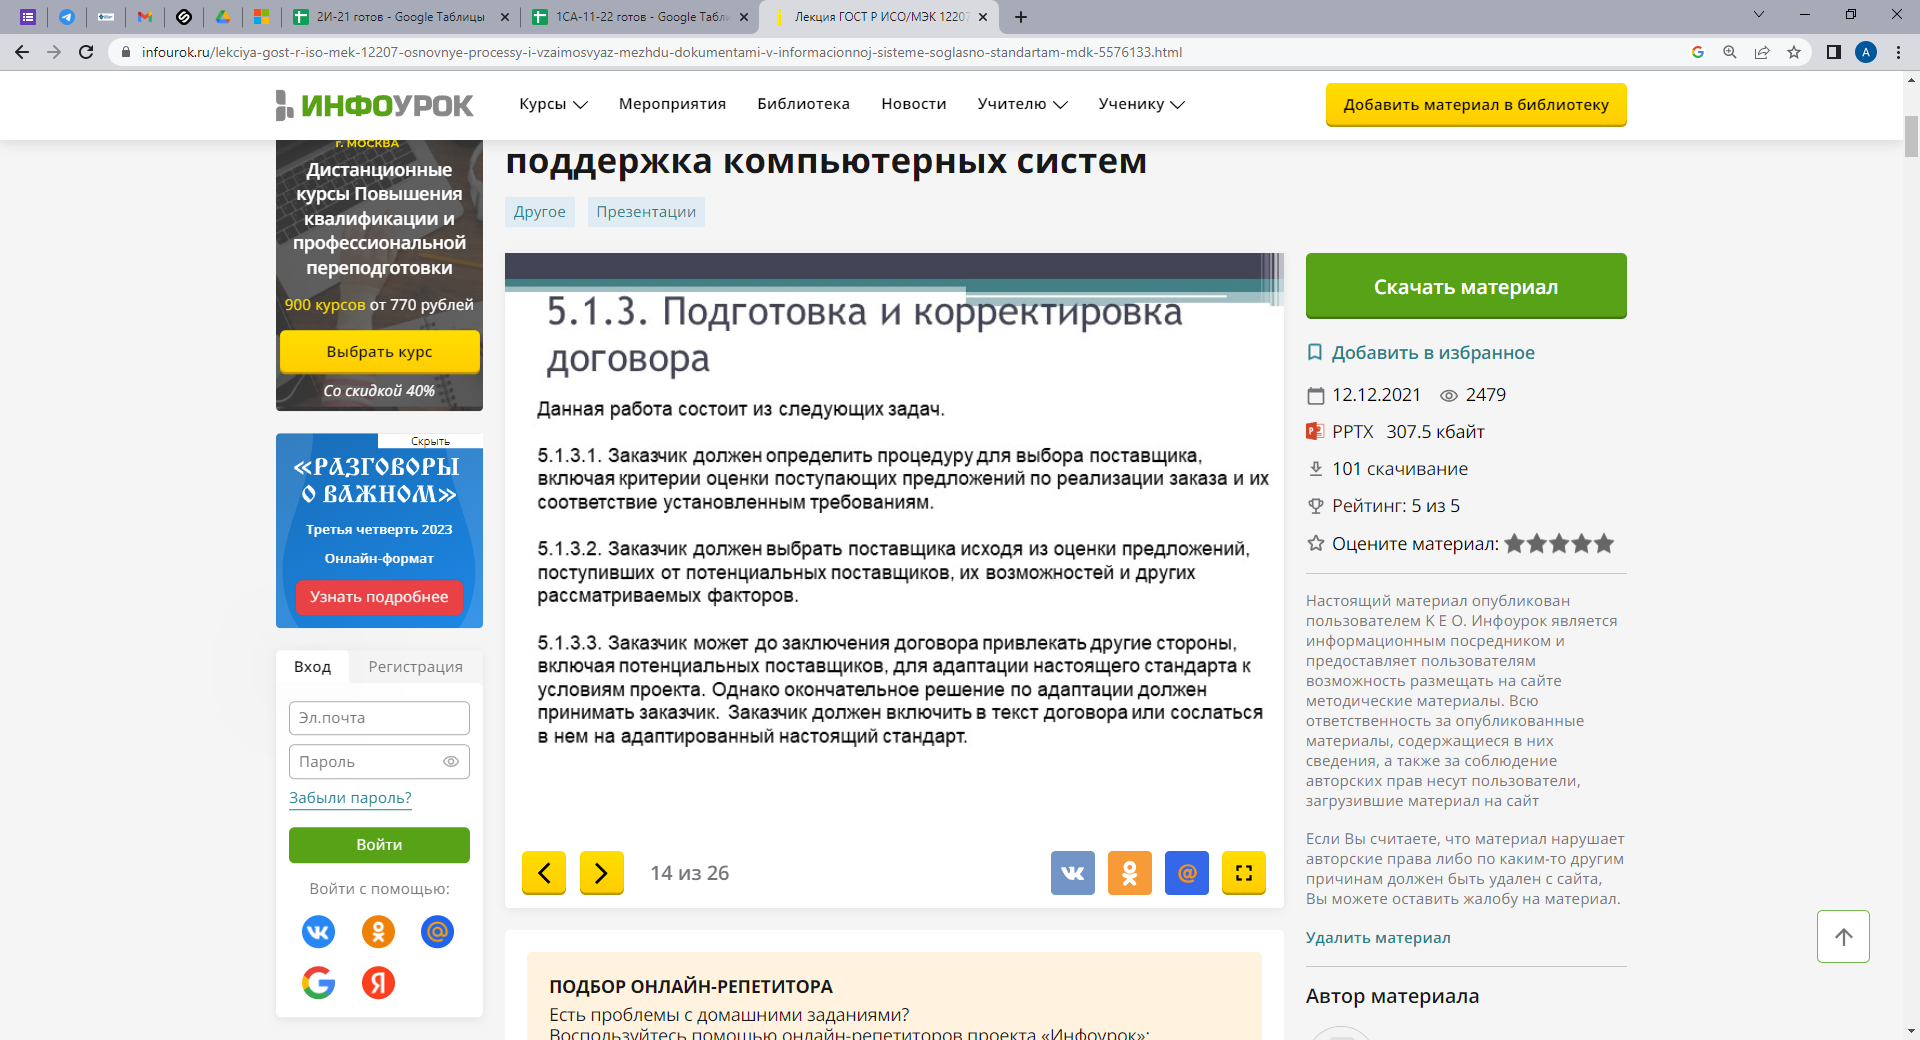 2И-21 готов - Google Таблицы
1СА-11-22 готов - Google Табли
Лекция ГОСТ Р ИСО/МЭК 12207
infourok.ru/lekciya-gost-r-iso-mek-12207-osnovnye-processy-i-vzaimosvyaz-mezhdu-dokumentami-v-informacionnoj-sisteme-soglasno-standartam-mdk-5576133.html
A
ИНФОУРОК
Курсы
Мероприятия
Библиотека
Новости
Учителю
Ученику
Добавить материал в библиотеку
г. МОСКВА
Дистанционные
курсы Повышения
квалификации и
профессиональной
переподготовки
900 курсов от 770 рублей
Выбрать курс
Со скидкой 40%
Скрыть
«РАЗГОВОРЫ
О ВАЖНОМ»
Третья четверть 2023
Онлайн-формат
Узнать подробнее
Вход
Регистрация
Эл.почта
Пароль
Забыли пароль?
Войти
Войти с помощью:
поддержка компьютерных систем
Другое
Презентации
5.1.3. Подготовка и корректировка
договора
Данная работа состоит из следующих задач.
5.1.3.1. Заказчик должен определить процедуру для выбора поставщика,
включая критерии оценки поступающих предложений по реализации заказа и их
соответствие установленным требованиям.
5.1.3.2. Заказчик должен выбрать поставщика исходя из оценки предложений,
поступивших от потенциальных поставщиков, их возможностей и других
рассматриваемых факторов.
5.1.3.3. Заказчик может до заключения договора привлекать другие стороны,
включая потенциальных поставщиков, для адаптации настоящего стандарта к
условиям проекта. Однако окончательное решение по адаптации должен
принимать заказчик. Заказчик должен включить в текст договора или сослаться
в нем на адаптированный настоящий стандарт.
14 из 26
ПОДБОР ОНЛАЙН-РЕПЕТИТОРА
Есть проблемы с домашними заданиями?
Воспользуйтесь помощью онлайн-репетиторов проекта «Инфоурок»:
Скачать материал
Добавить в избранное
12.12.2021 2479
PPTX 307.5 кбайт
101 скачивание
Рейтинг: 5 из 5
Оцените материал:
Настоящий материал опубликован
пользователем K E O. Инфоурок является
информационным посредником и
предоставляет пользователям
возможность размещать на сайте
методические материалы. Всю
ответственность за опубликованные
материалы, содержащиеся в них
сведения, а также за соблюдение
авторских прав несут пользователи,
загрузившие материал на сайт
Если Вы считаете, что материал нарушает
авторские права либо по каким-то другим
причинам должен быть удален с сайта,
Вы можете оставить жалобу на материал.
Удалить материал
Автор материала